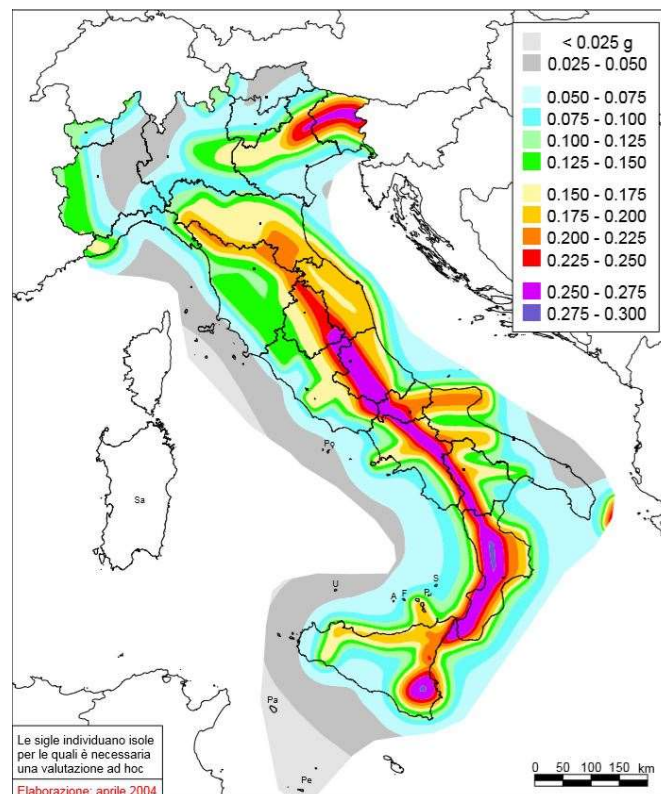 < 0.025 g
0.025 - 0.050
0.050 - 0.075
0.075 - 0.100
0.100 - 0.125
0.125 - 0.150
0.150 - 0.175
0.175 - 0.200
0.200 - 0.225
0.225 - 0.250
0.250 - 0.275
0.275 - 0.300
Po
Sa
U
A
F
P
S
Pa
Pe
Le sigle individuano isole
per le quali è necessaria
una valutazione ad hoc
Elaborazione: aprile 2004
0 50 100 150 km